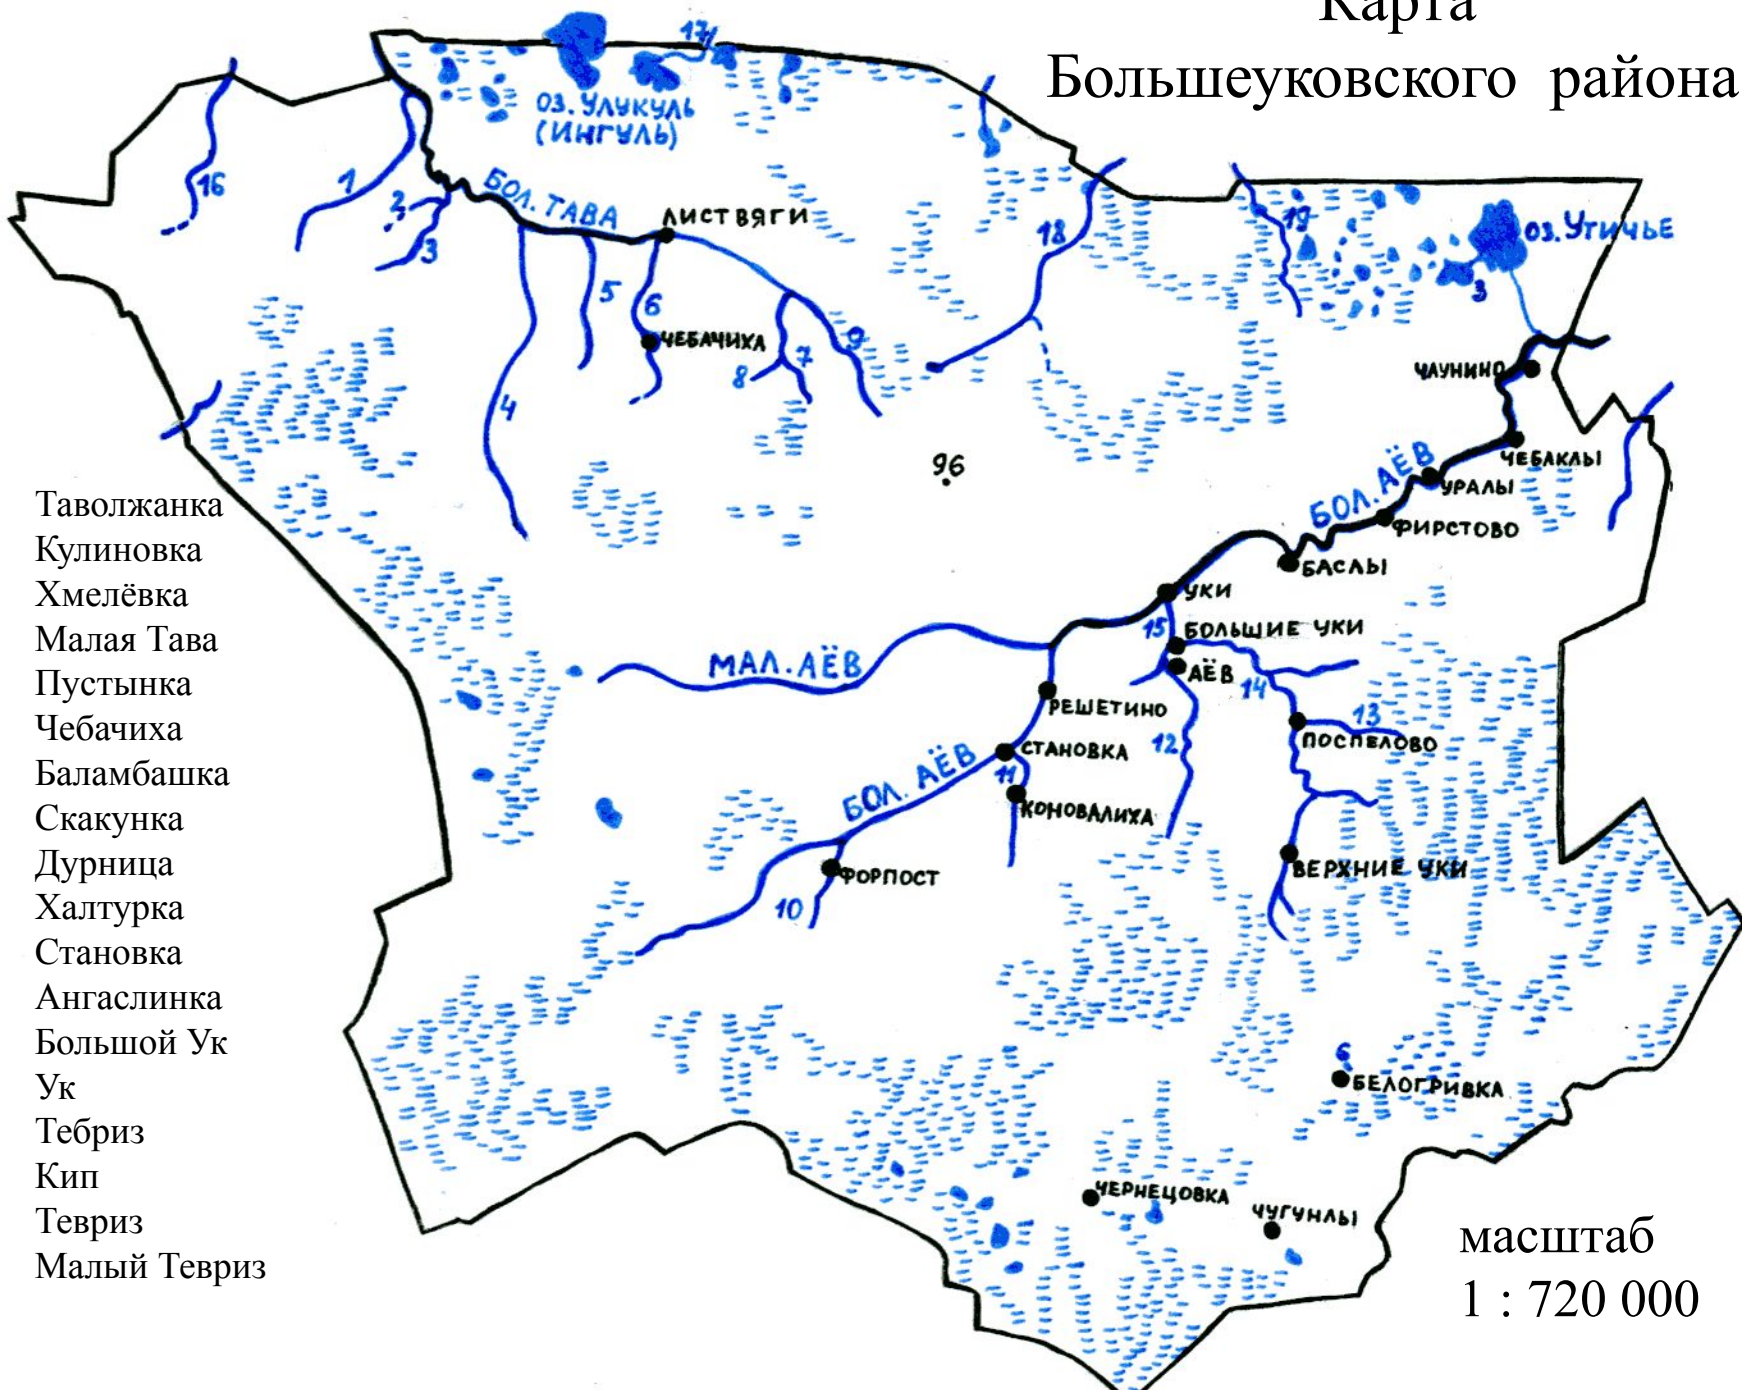 Карта
Большеуковского района
17
оз. Улукуль
(Ингуль)
16
1
2
3
БОЛ. ТАВА
ЛИСТВЯГИ
18
19
оз. Утичье
3
4
5
6
ЧЕБАЧИХА
7
8
9
ЧАУНИНО
ЧЕБАКЛЫ
96
БОЛ. АЁВ
УРАЛЫ
ФИРСТОВО
БАСЛЫ
УКИ
15
БОЛЬШИЕ УКИ
АЁВ
14
МАЛ. АЁВ
РЕШЕТИНО
13
ПОСПЕЛОВО
12
СТАНОВКА
11
БОЛ. АЁВ
КОНОВАЛИХА
ФОРПОСТ
10
ВЕРХНИЕ УКИ
6
БЕЛОГРИВКА
ЧЕРНЕЦОВКА
ЧУГУНЛЫ
Таволжанка
Кулиновка
Хмелёвка
Малая Тава
Пустынка
Чебачиха
Баламбашка
Скакунка
Дурница
Халтурка
Становка
Ангаслинка
Большой Ук
Ук
Тебриз
Кип
Тевриз
Малый Тевриз
масштаб
1 : 720 000